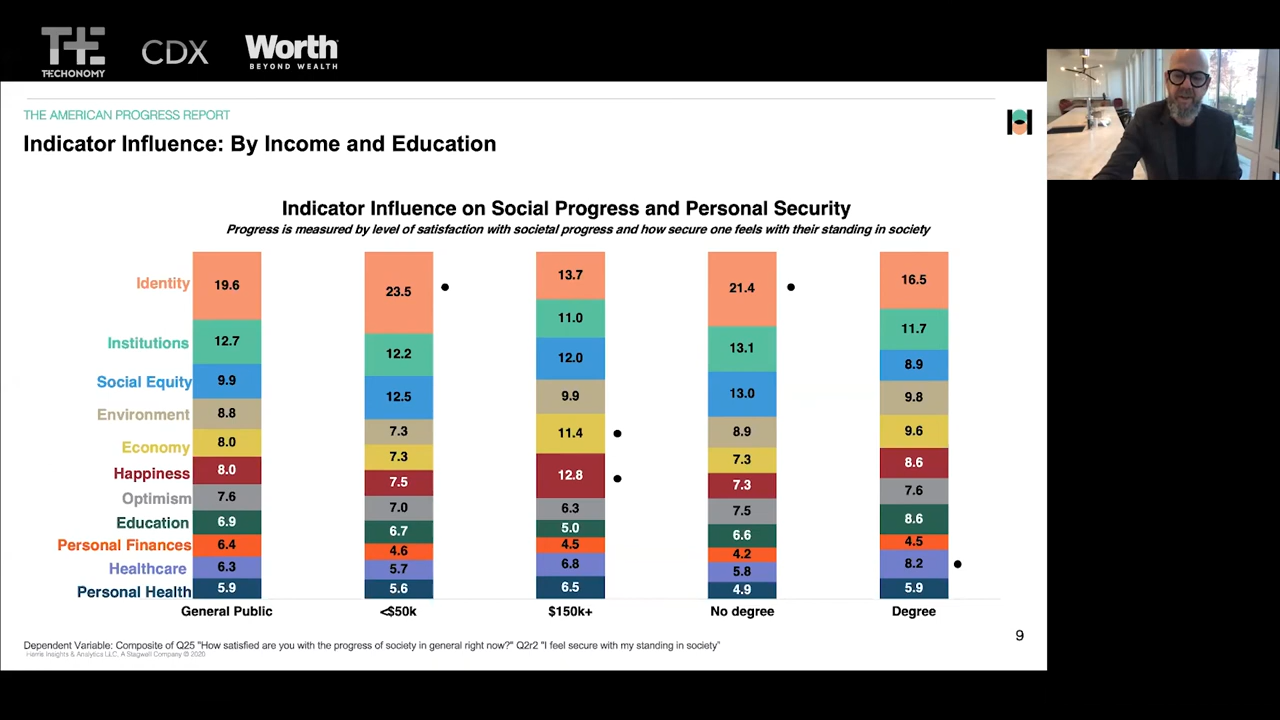 T+E
TECHONOMY
CDX
Worth
BEYOND WEALTH
THE AMERICAN PROGRESS REPORT
Indicator Influence: By Income and Education
Indicator Influence on Social Progress and Personal Security
Progress is measured by level of satisfaction with societal progress and how secure one feels with their standing in society
Identity 19.6 23.5 13.7 21.4 16.5
Institutions 12.7 12.2 11.0 13.1 11.7
Social Equity 9.9 12.5 12.0 13.0 8.9
Environment 8.8 7.3 9.9 8.9 9.8
Economy 8.0 7.3 11.4 7.3 9.6
Happiness 8.0 7.5 12.8 7.3 8.6
Optimism 7.6 7.0 6.3 7.5 7.6
Education 6.9 6.7 5.0 6.6 8.6
Personal Finances 6.4 4.6 4.5 4.2 4.5
Healthcare 6.3 5.7 6.8 5.8 8.2
Personal Health 5.9 5.6 6.5 4.9 5.9
General Public <$50k $150k+ No degree Degree
9
Dependent Variable: Composite of Q25 "How satisfied are you with the progress of society in general right now?" Q2r2 "I feel secure with my standing in society"
Harris Insights & Analytics LLC, A Stagwell Company © 2020